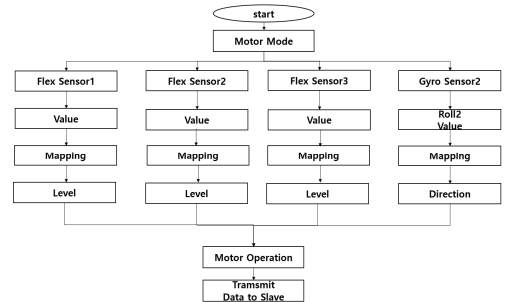 start
Motor Mode
Flex Sensor1
Flex Sensor2
Flex Sensor3
Gyro Sensor2
Value
Value
Value
Roll2
Value
Mapping
Mapping
Mapping
Mapping
Level
Level
Level
Direction
Motor Operation
Tramsmit
Data to Slave